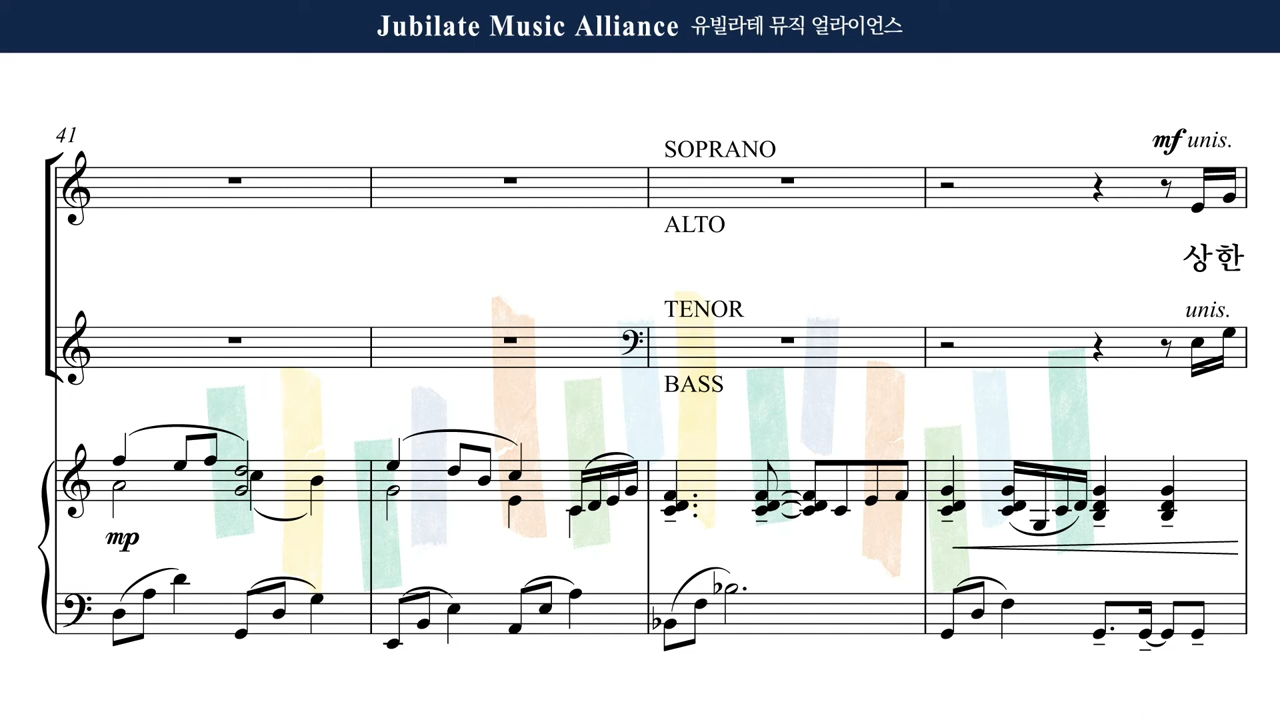 Jubilate Music Alliance 유빌라테 뮤직 얼라이언스
41
SOPRANO
mf unis.
ALTO
상한
TENOR
unis.
BASS
mp